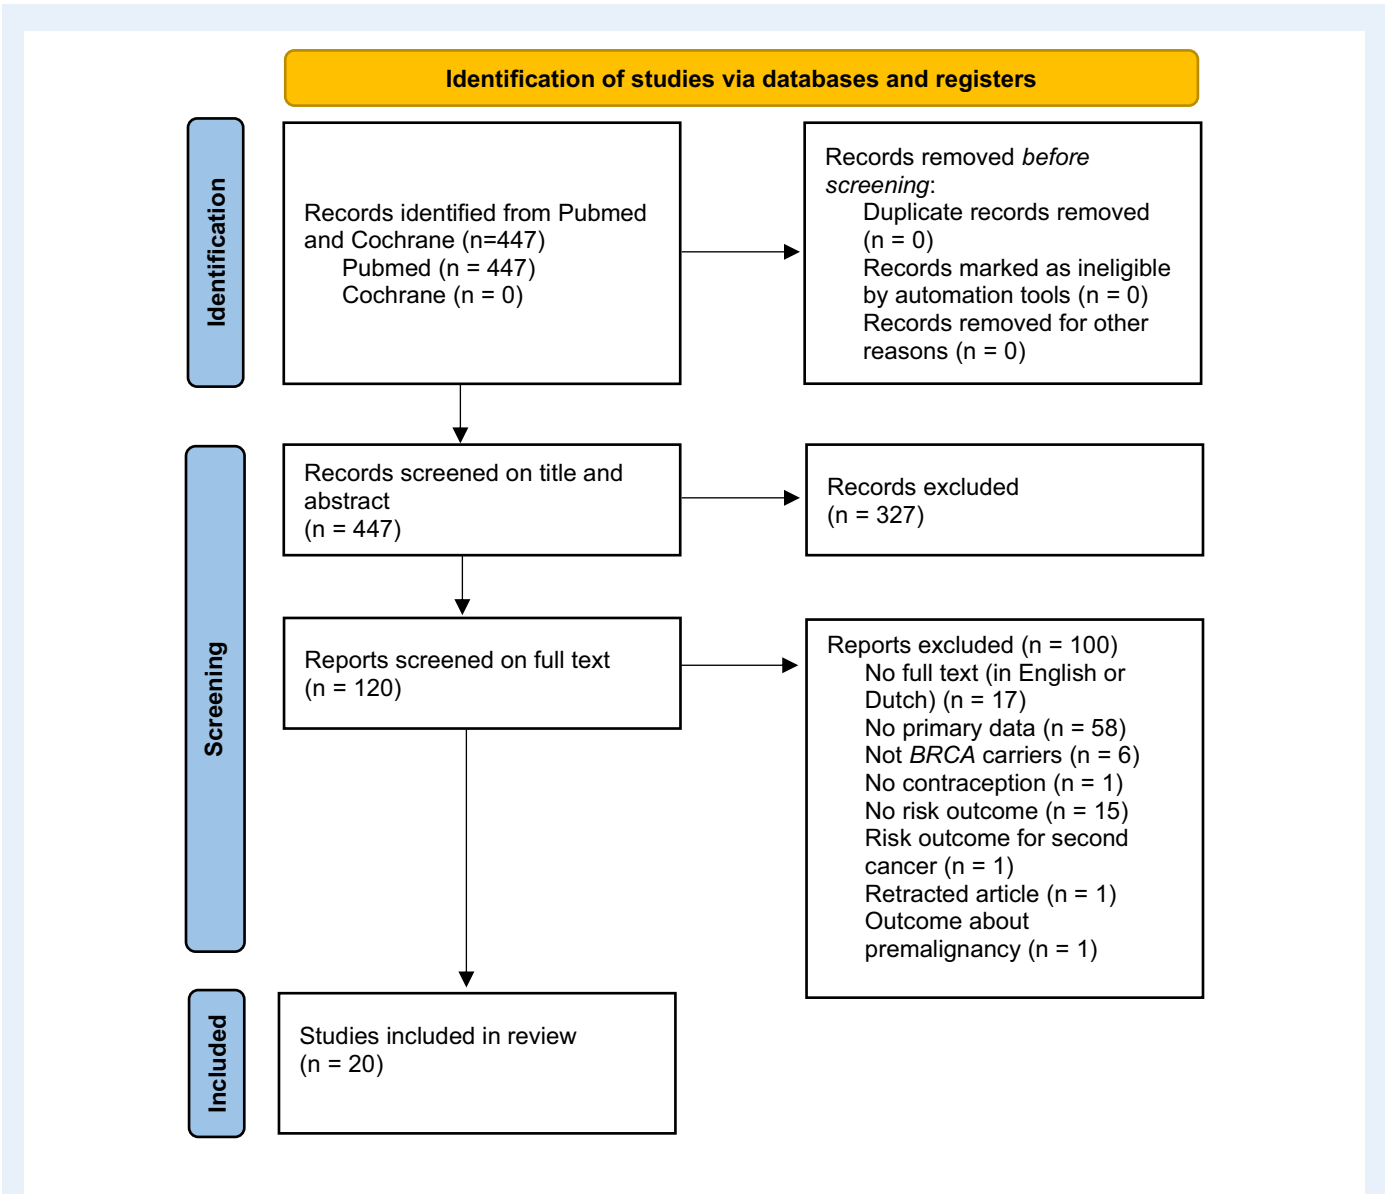 Identification of studies via databases and registers
Identification
Records identified from Pubmed
and Cochrane (n=447)
Pubmed (n = 447)
Cochrane (n = 0)
Records removed before
screening:
Duplicate records removed
(n = 0)
Records marked as ineligible
by automation tools (n = 0)
Records removed for other
reasons (n = 0)
Screening
Records screened on title and
abstract
(n = 447)
Records excluded
(n = 327)
Reports screened on full text
(n = 120)
Reports excluded (n = 100)
No full text (in English or
Dutch) (n = 17)
No primary data (n = 58)
Not BRCA carriers (n = 6)
No contraception (n = 1)
No risk outcome (n = 15)
Risk outcome for second
cancer (n = 1)
Retracted article (n = 1)
Outcome about
premalignancy (n = 1)
Included
Studies included in review
(n = 20)